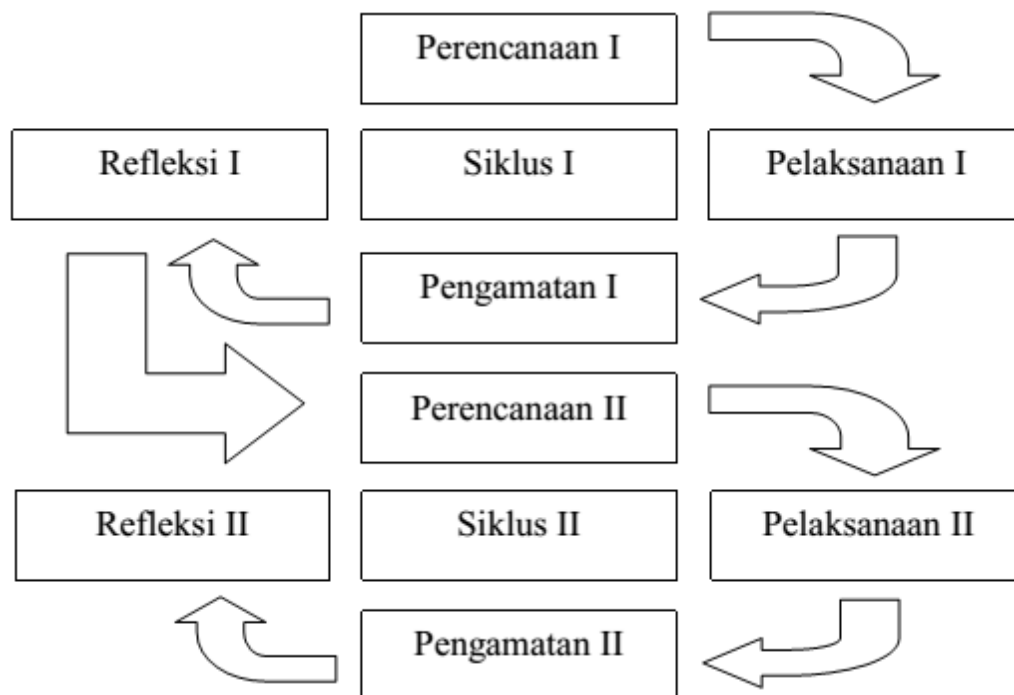 Perencanaan I
Refleksi I
Siklus I
Pelaksanaan I
Pengamatan I
Perencanaan II
Refleksi II
Siklus II
Pelaksanaan II
Pengamatan II